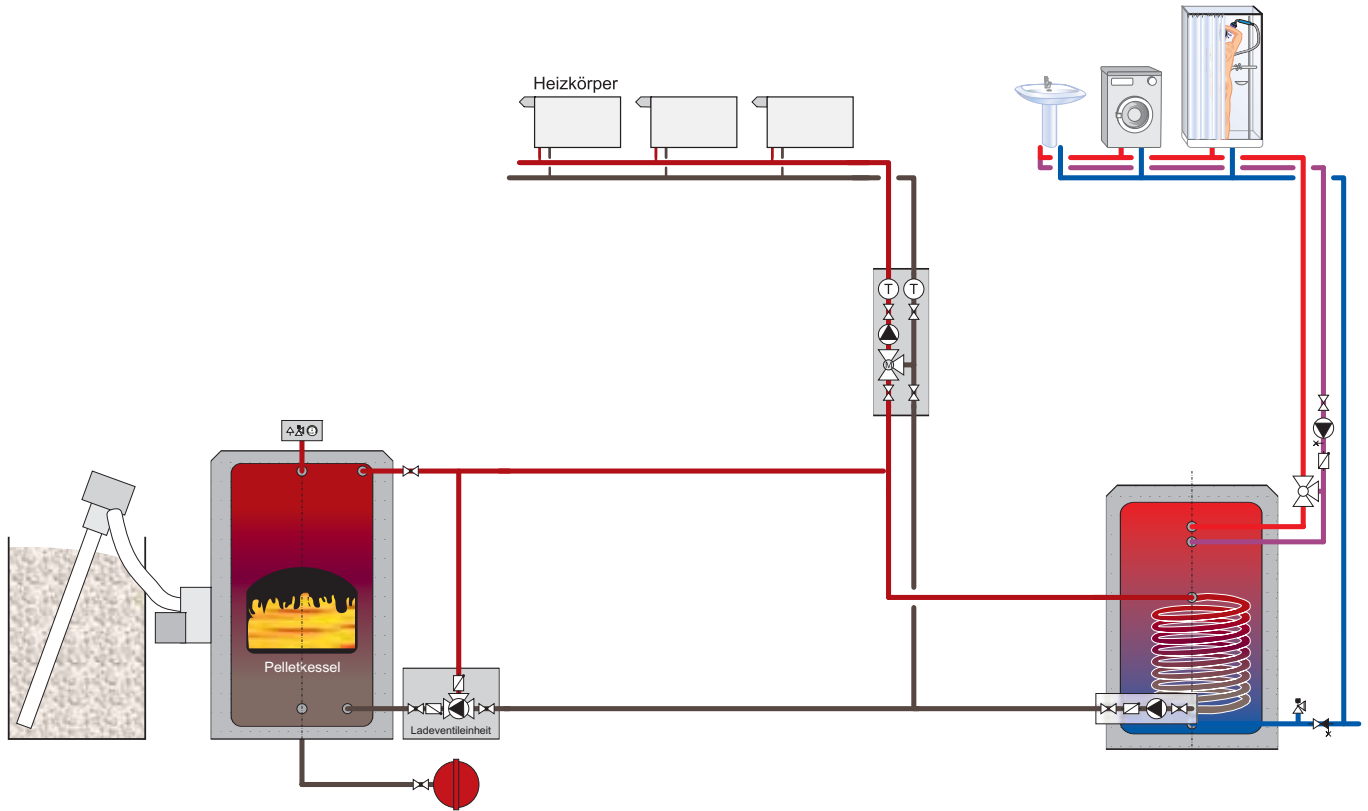 Heizkörper
T T
M
Pelletkessel
Ladeventileinheit